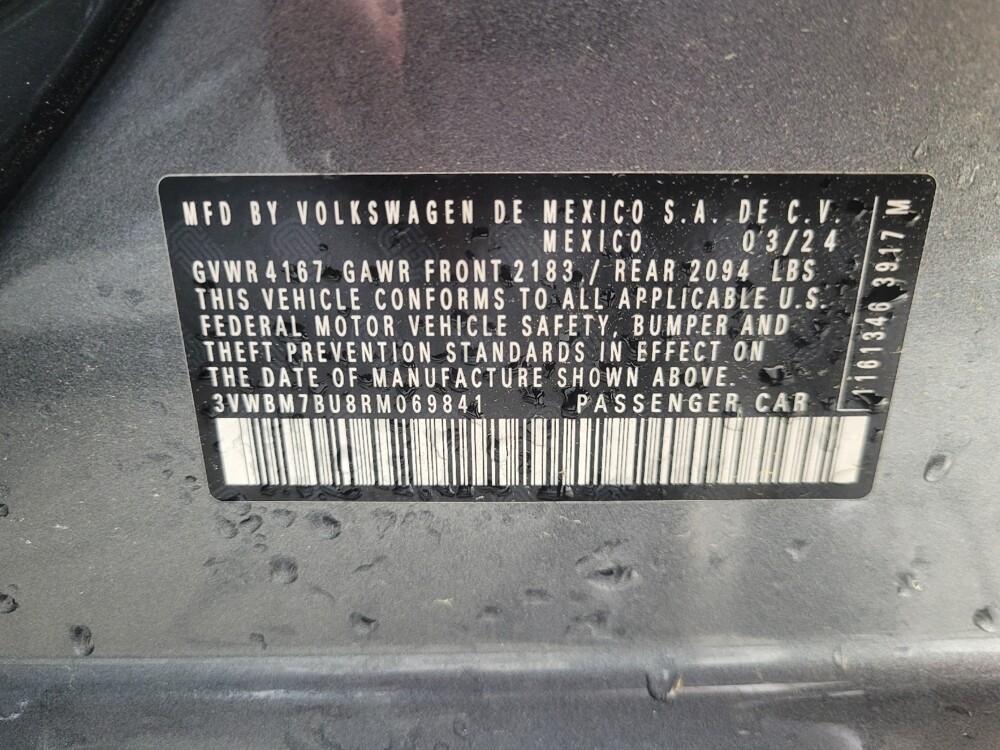 MFD BY VOLKSWAGEN DE MEXICO S.A. DE C.V.
MEXICO 03/24
GVWR 4167 GAWR FRONT 2183 / REAR 2094 LBS
THIS VEHICLE CONFORMS TO ALL APPLICABLE U.S.
FEDERAL MOTOR VEHICLE SAFETY, BUMPER AND
THEFT PREVENTION STANDARDS IN EFFECT ON
THE DATE OF MANUFACTURE SHOWN ABOVE.
3VWBM7BU8RM069841 PASSENGER CAR
1161346 3917 M